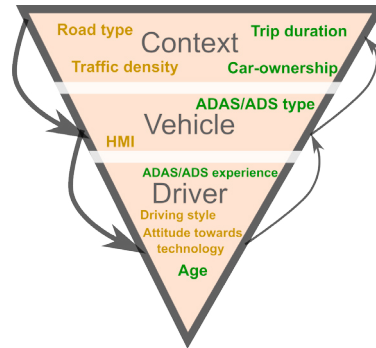 Road type
Trip duration
Context
Traffic density
Car-ownership
ADAS/ADS type
Vehicle
HMI
ADAS/ADS experience
Driver
Driving style
Attitude towards
technology
Age